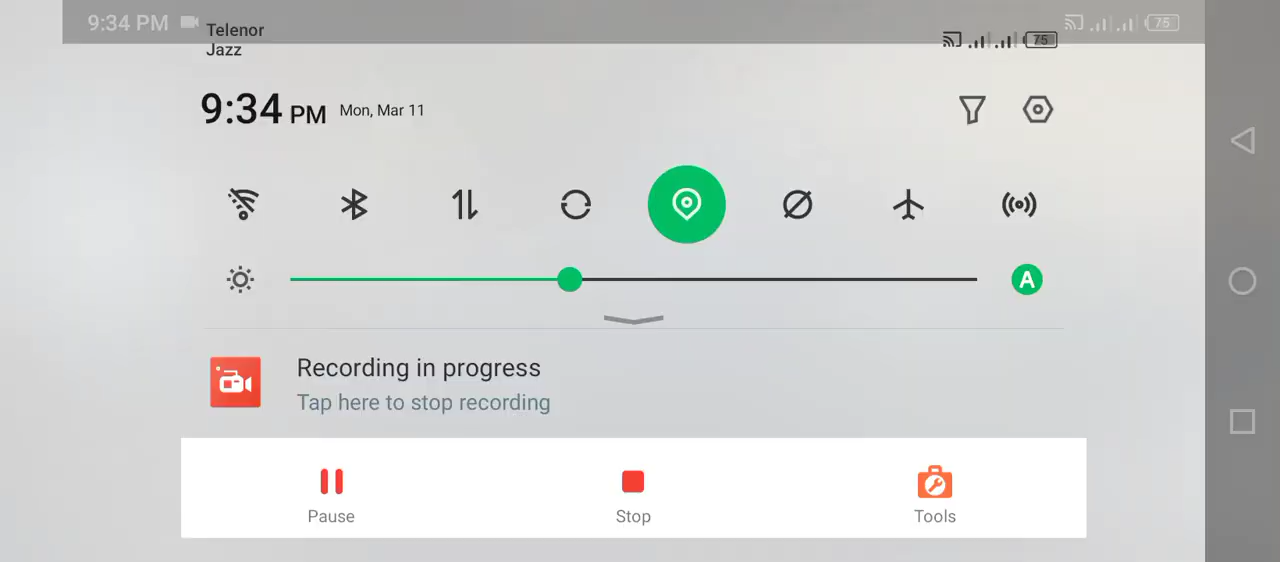 9:34 PM
75
Telenor
Jazz
75
9:34 PM Mon, Mar 11
A
Recording in progress
Tap here to stop recording
Pause Stop Tools